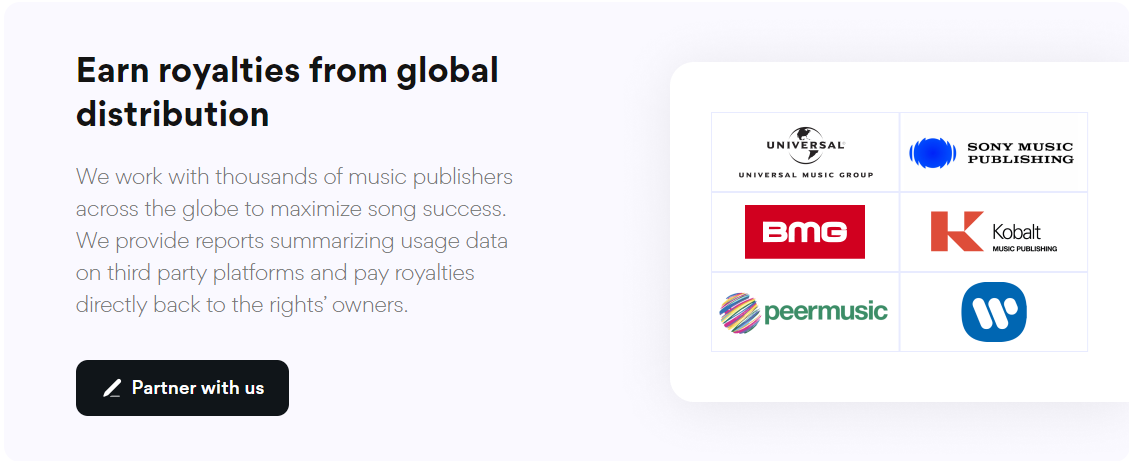 Earn royalties from global
distribution
We work with thousands of music publishers
across the globe to maximize song success.
We provide reports summarizing usage data
on third party platforms and pay royalties
directly back to the rights’ owners.
Partner with us
UNIVERSAL
UNIVERSAL MUSIC GROUP
SONY MUSIC
PUBLISHING
BMG
Kobalt
MUSIC PUBLISHING
peermusic